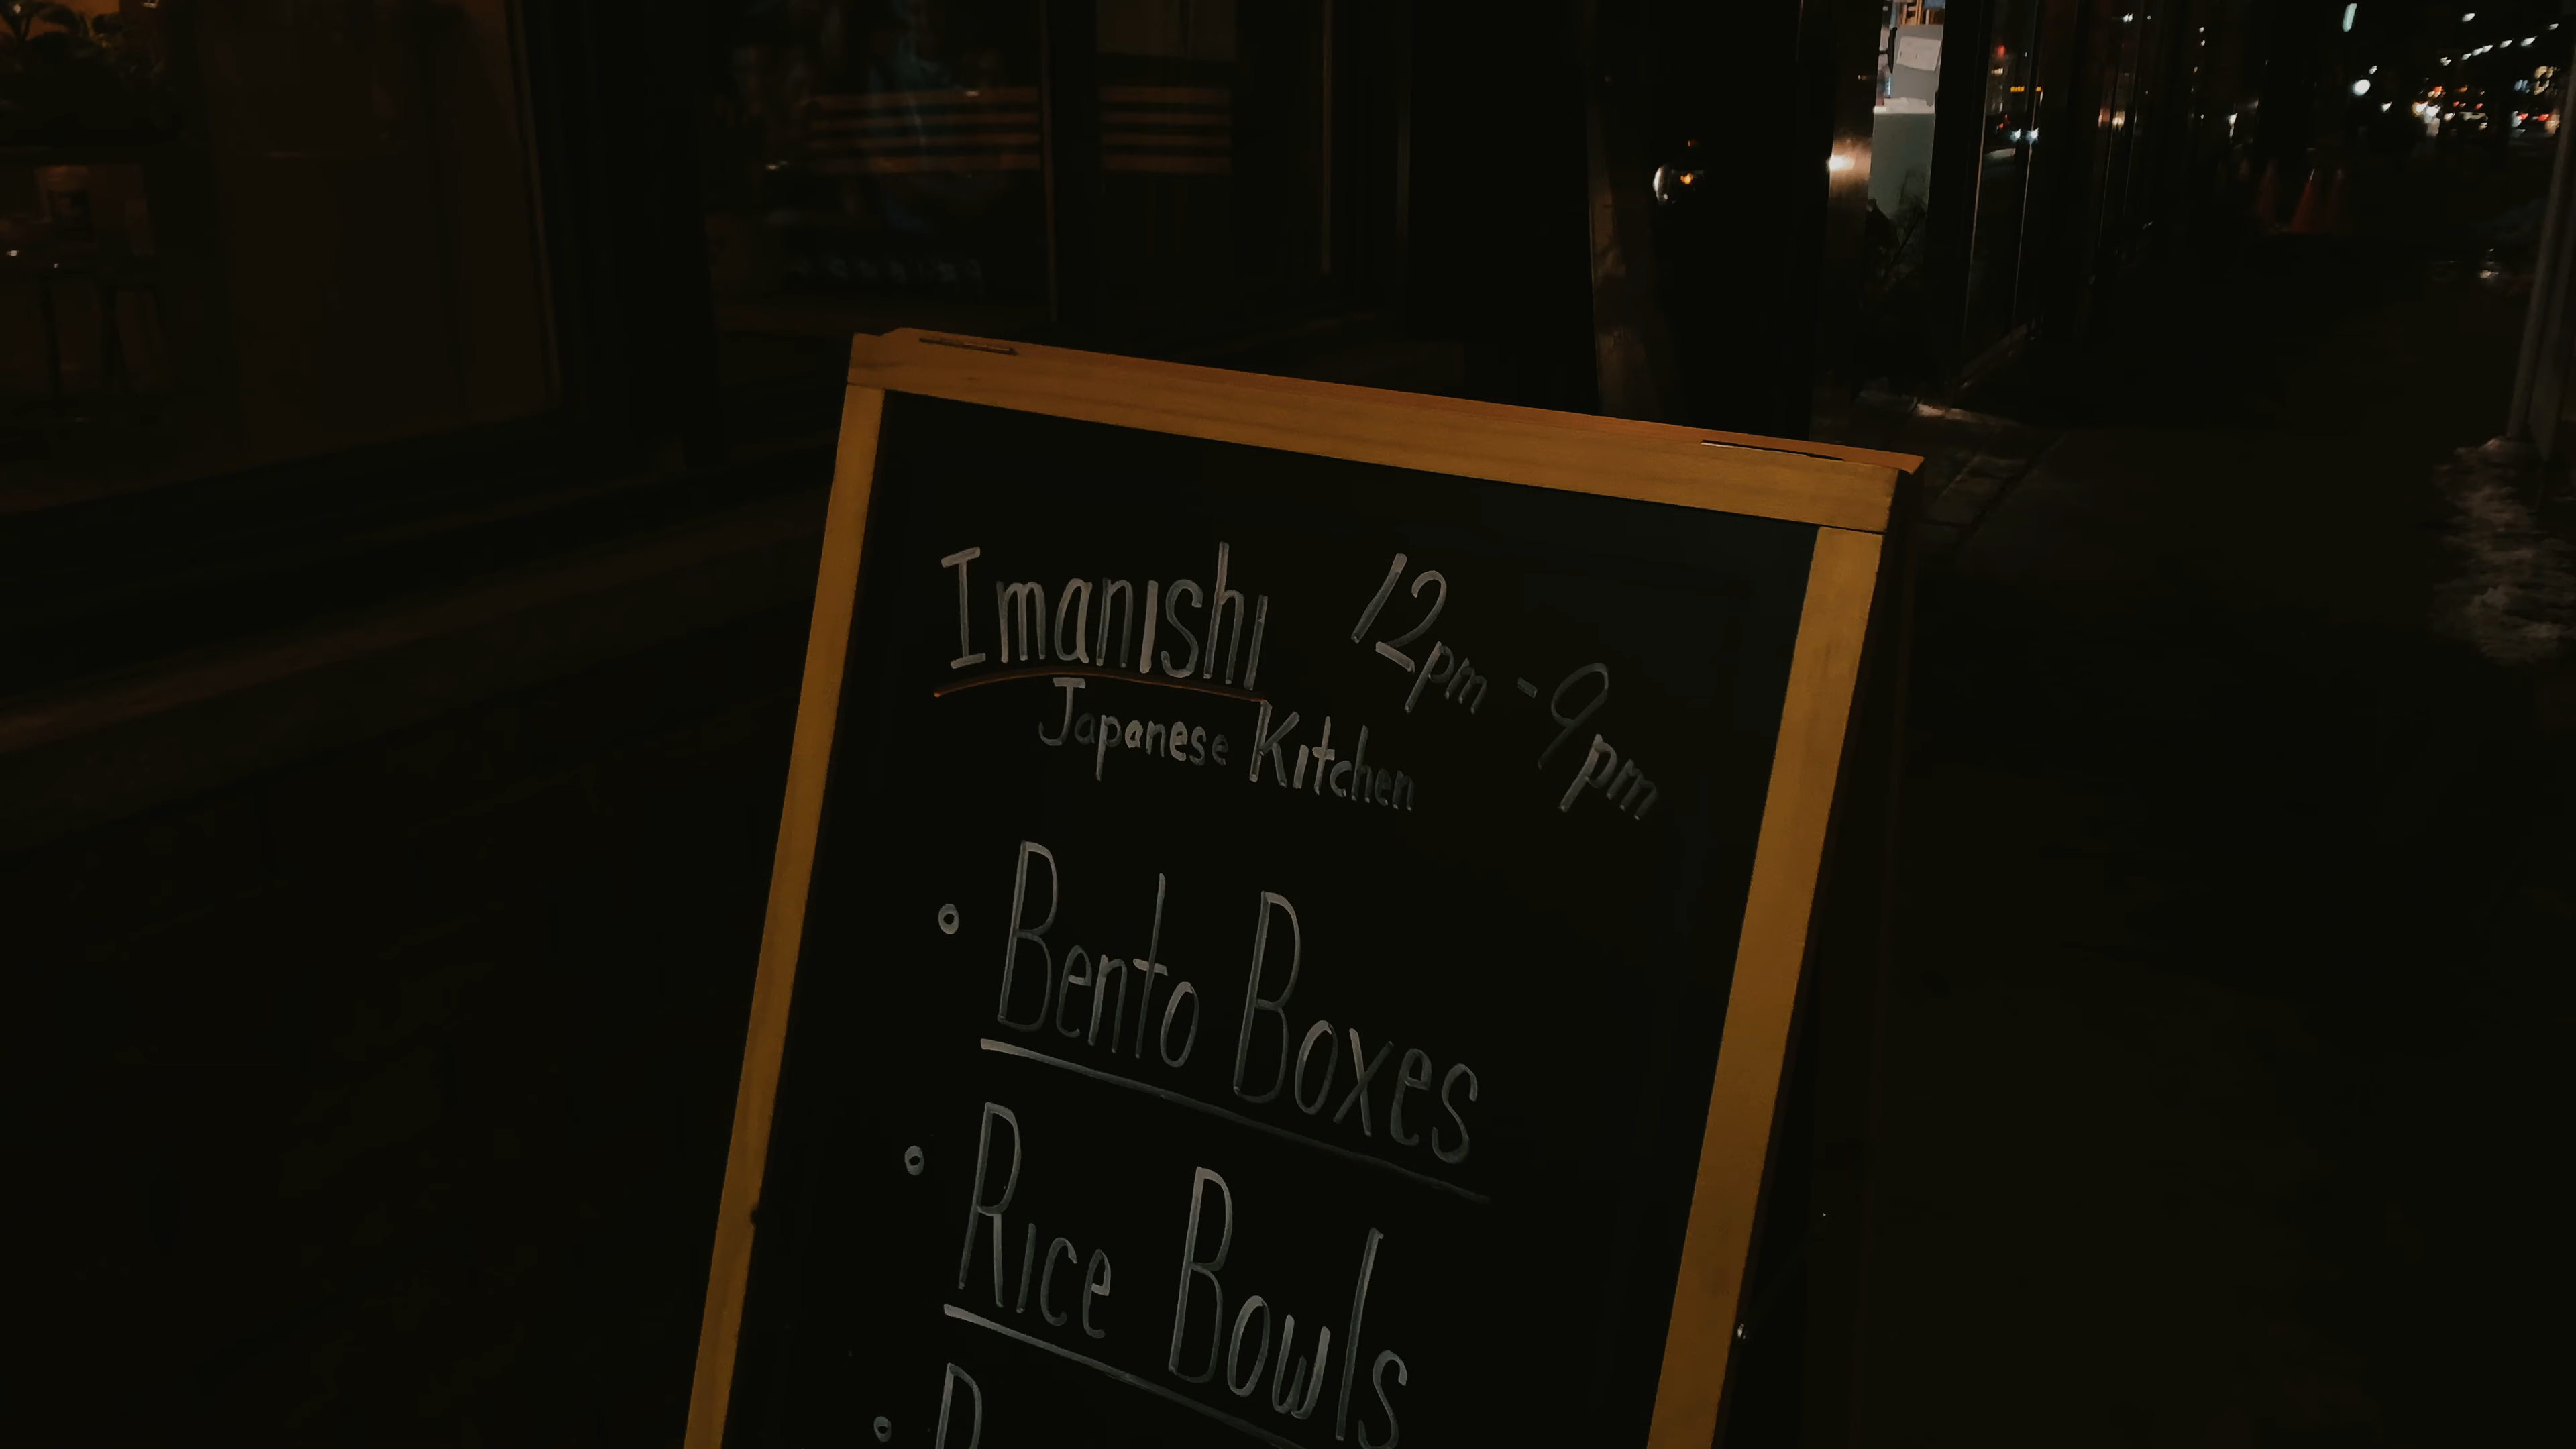 Imanishi 12pm - 9pm
Japanese Kitchen
• Bento Boxes
• Rice Bowls